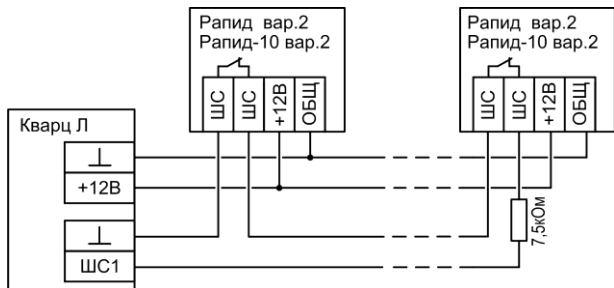 Рапид вар.2
Рапид-10 вар.2
ШС
ШС
+12В
ОБЩ
Рапид вар.2
Рапид-10 вар.2
ШС
ШС
+12В
ОБЩ
Кварц Л
⊥
+12В
⊥
ШС1
7,5кОм